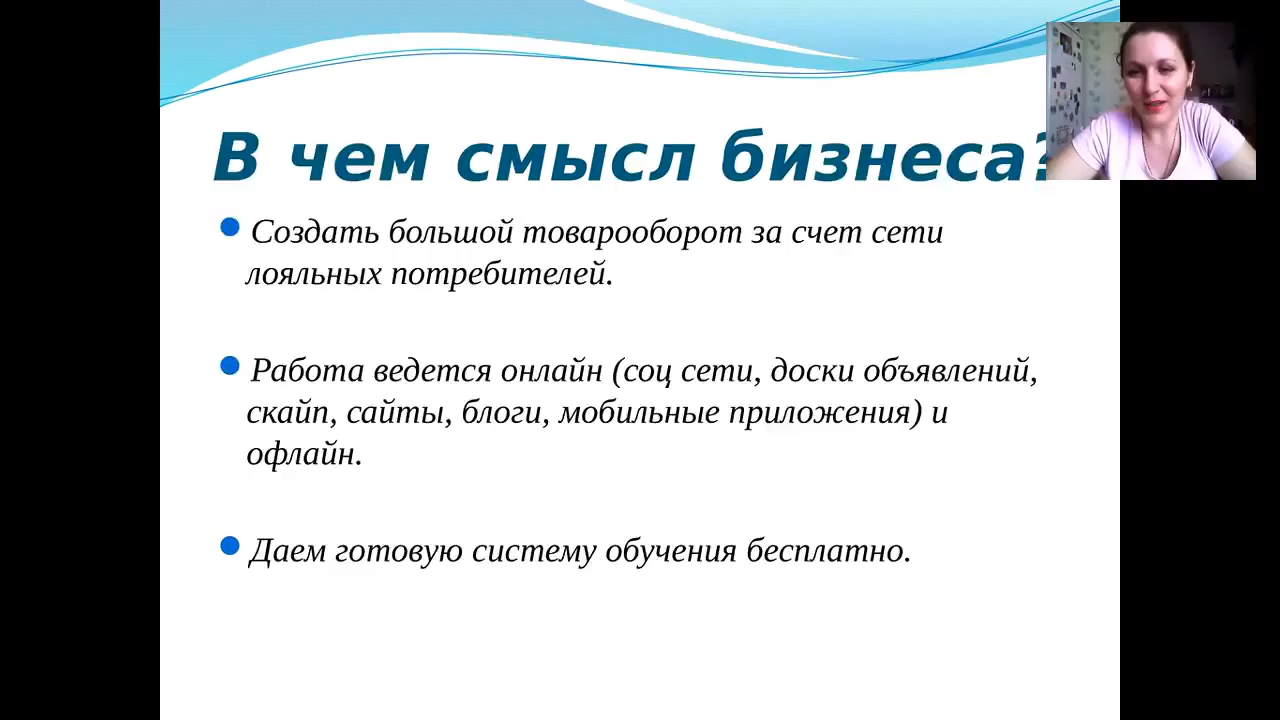 В чем смысл бизнеса?
Создать большой товарооборот за счет сети
лояльных потребителей.
Работа ведется онлайн (соц сети, доски объявлений,
скайп, сайты, блоги, мобильные приложения) и
офлайн.
Даем готовую систему обучения бесплатно.